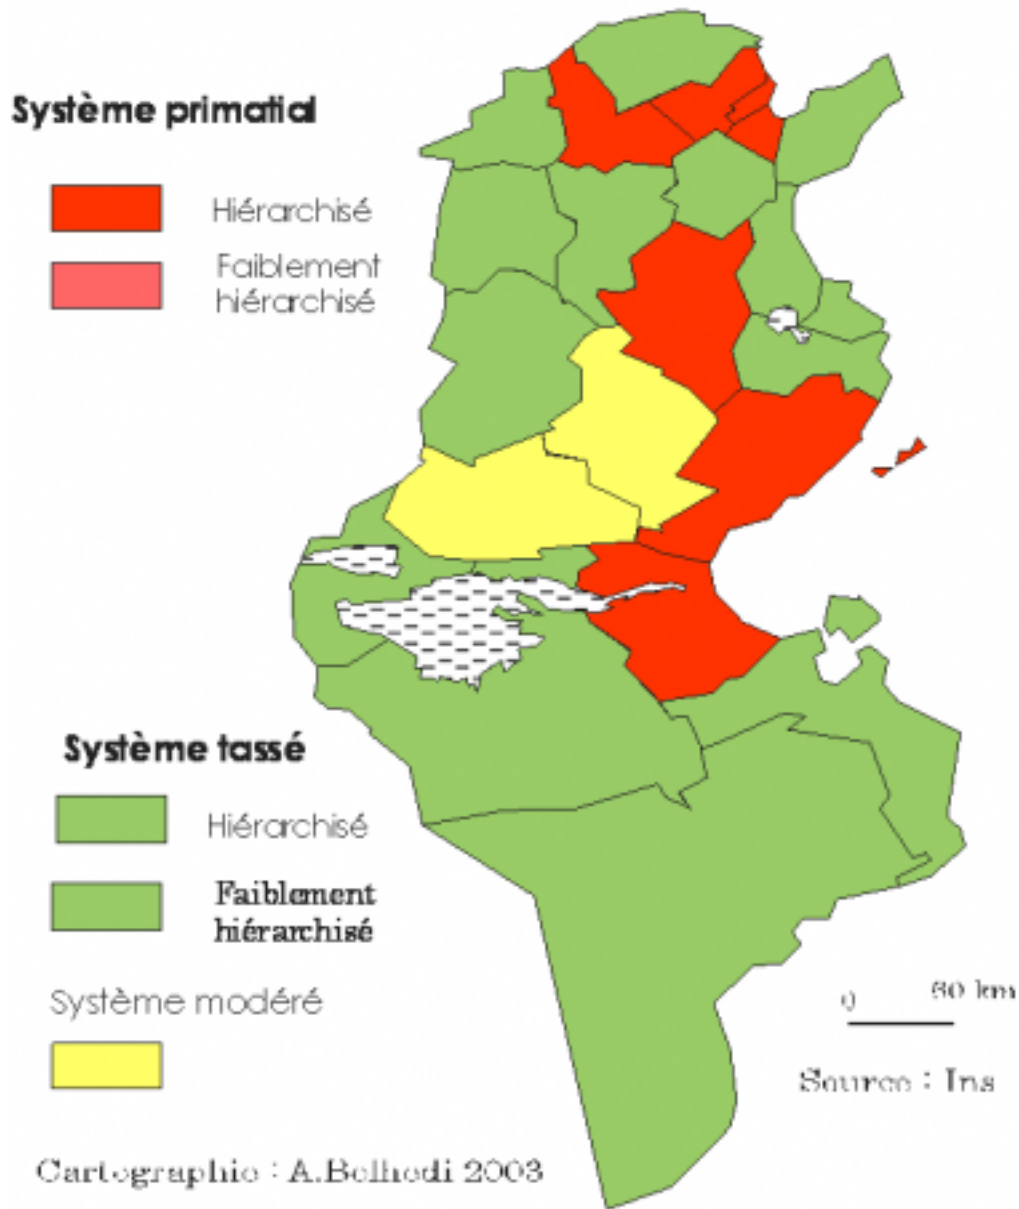 Système primatial
Hiérarchisé
Faiblement
hiérarchisé
Système tassé
Hiérarchisé
Faiblement
hiérarchisé
Système modéré
0 60 km
Source : Ins
Cartographie : A.Belhedi 2003